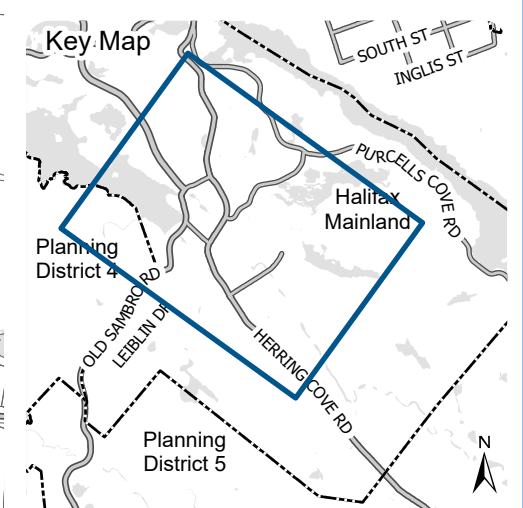 Key Map
SOUTH ST
INGLIS ST
PURCELLS COVE RD
Halifax
Mainland
Planning
District 4
OLD SAMBRO RD
LEIBLIN DR
HERRING COVE RD
Planning
District 5
N